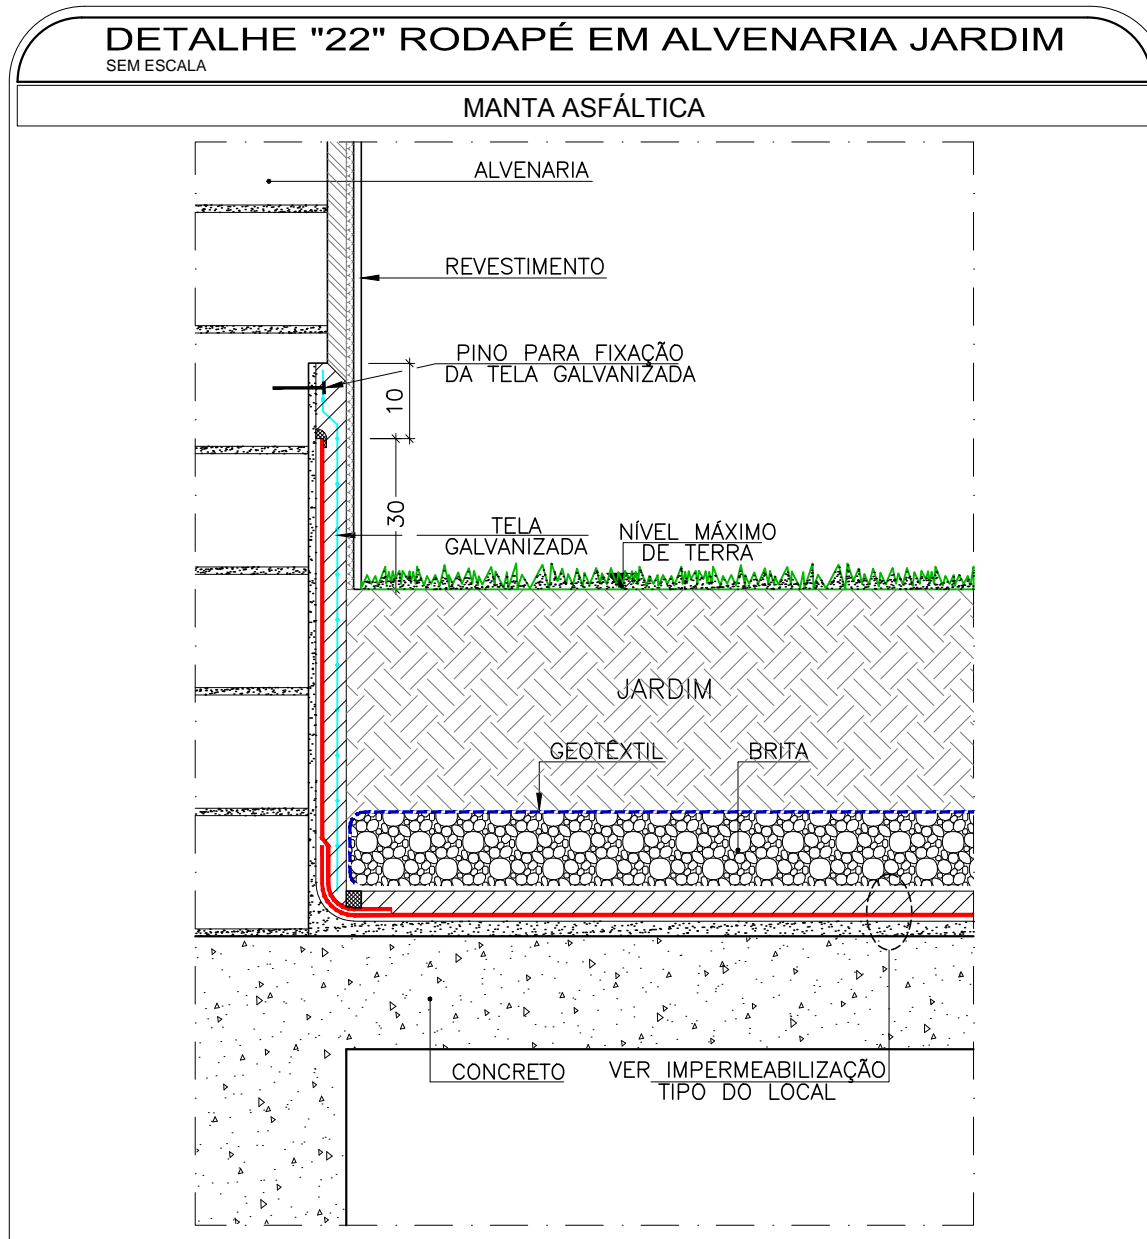 DETALHE "22" RODAPÉ EM ALVENARIA JARDIM
SEM ESCALA
MANTA ASFÁLTICA
ALVENARIA
REVESTIMENTO
PINO PARA FIXAÇÃO
DA TELA GALVANIZADA
10
30
TELA
GALVANIZADA
NÍVEL MÁXIMO
DE TERRA
JARDIM
GEOTÊXTIL
BRITA
CONCRETO
VER IMPERMEABILIZAÇÃO
TIPO DO LOCAL